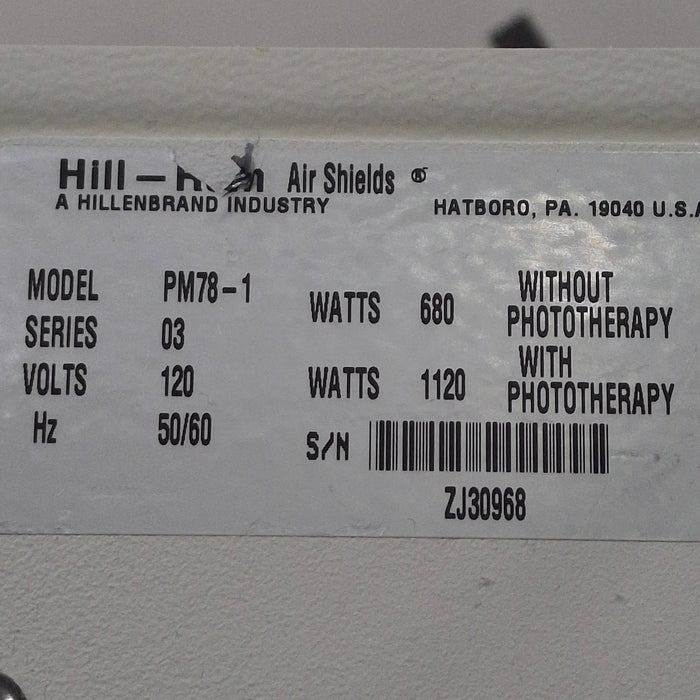 Hill - Air Shields ®
A HILLENBRAND INDUSTRY HATBORO, PA. 19040 U.S.A
MODEL PM78-1
SERIES 03
VOLTS 120
Hz 50/60
WATTS 680 WITHOUT PHOTOTHERAPY
WATTS 1120 WITH PHOTOTHERAPY
S/N
ZJ30968